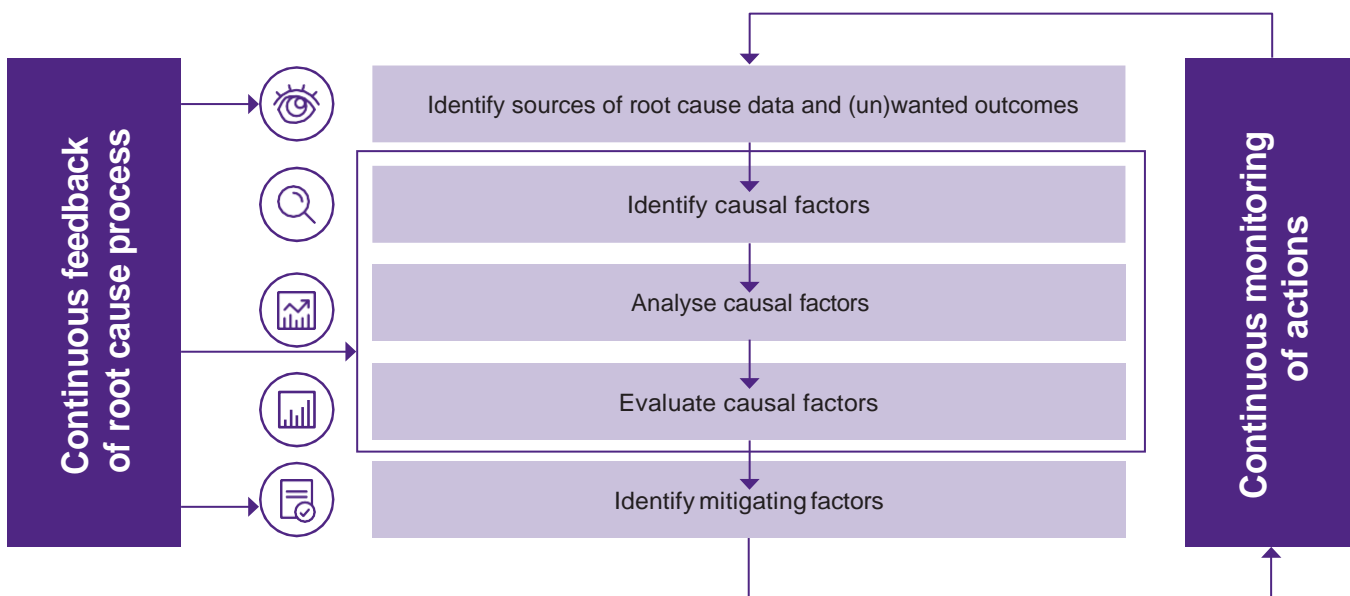 Continuous feedback
of root cause process
Identify sources of root cause data and (un)wanted outcomes
Identify causal factors
Analyse causal factors
Evaluate causal factors
Identify mitigating factors
Continuous monitoring
of actions